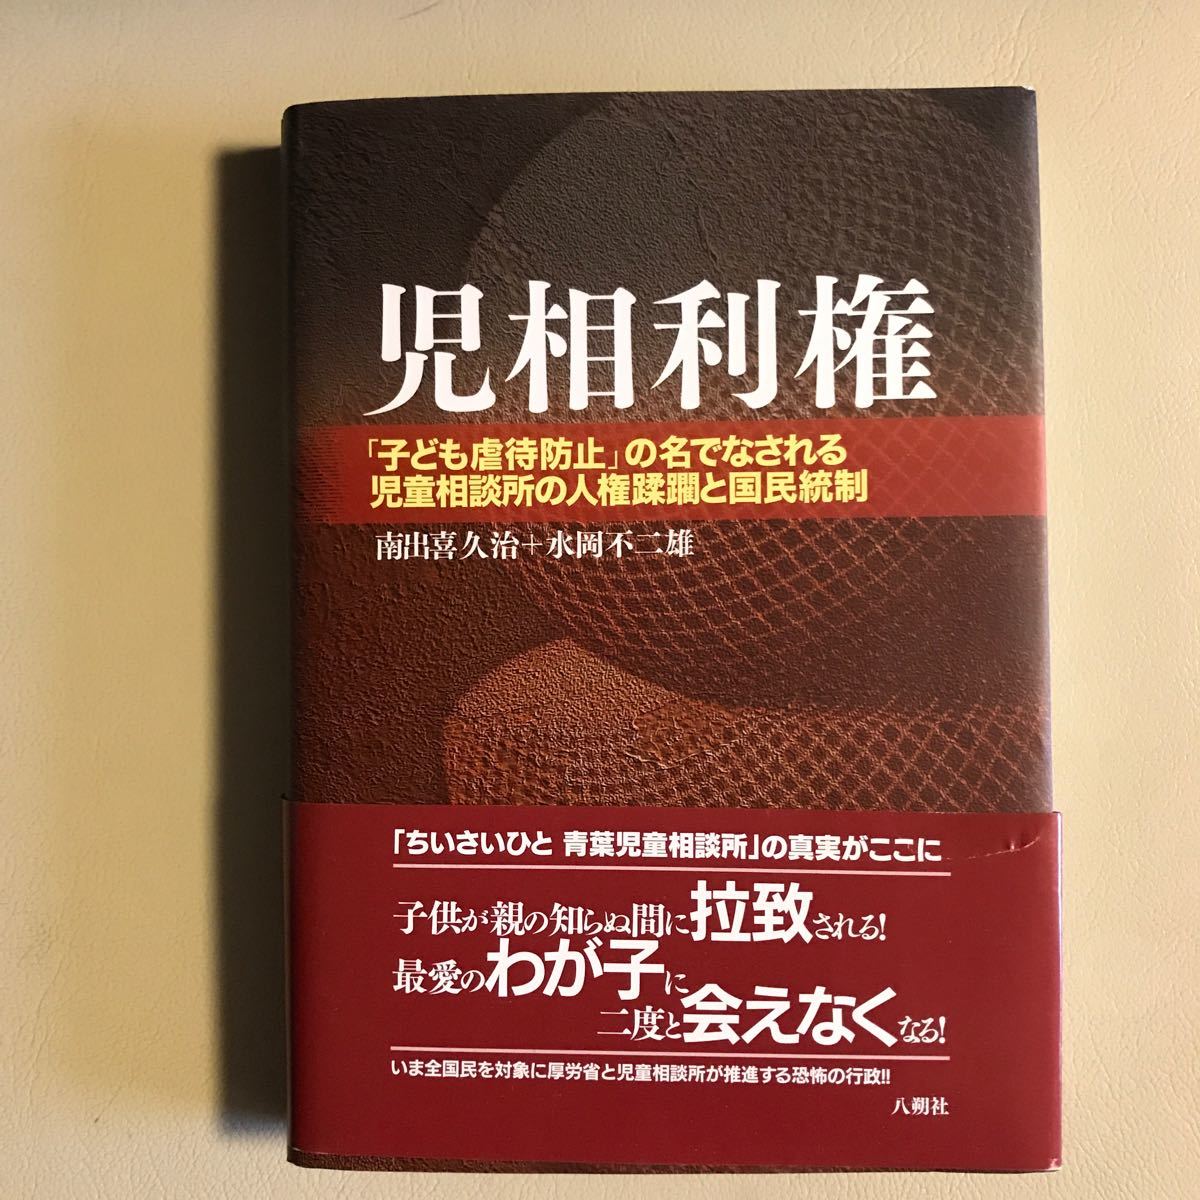 児相利権
「子ども虐待防止」の名でなされる
児童相談所の人権蹂躙と国民統制
南出喜久治＋水岡不二雄
「ちいさいひと 青葉児童相談所」の真実がここに
子供が親の知らぬ間に拉致される!
最愛のわが子に
二度と会えなくなる!
いま全国民を対象に厚労省と児童相談所が推進する恐怖の行政!!
八朔社